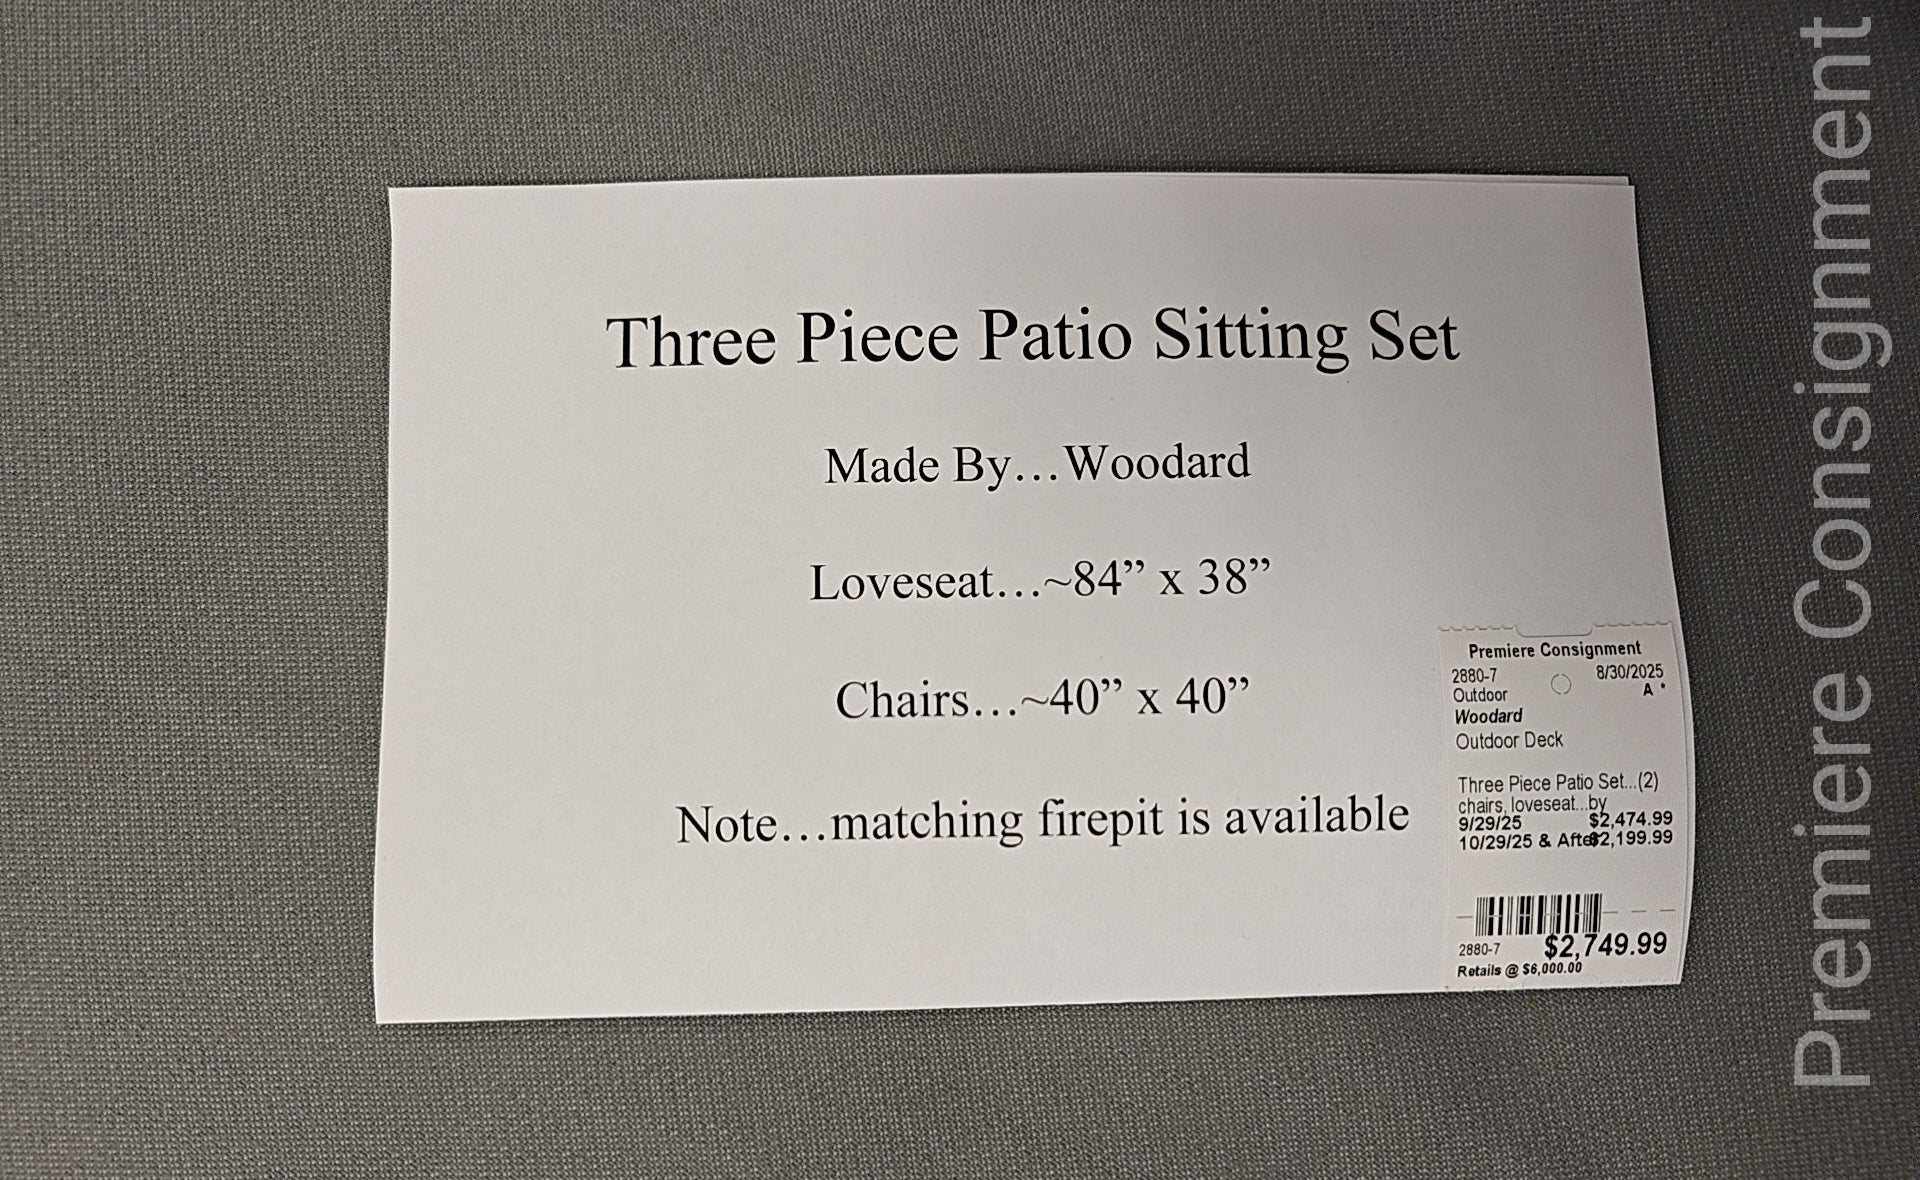 Three Piece Patio Sitting Set
Made By…Woodard
Loveseat…~84” x 38”
Chairs…~40” x 40”
Note…matching firepit is available
Premiere Consignment
2880-7 8/30/2025
Outdoor A *
Woodard
Outdoor Deck
Three Piece Patio Set...(2)
chairs, loveseat...by
9/29/25 $2,474.99
10/29/25 & After $2,199.99
2880-7 $2,749.99
Retails @ $6,000.00
Premiere Consignment